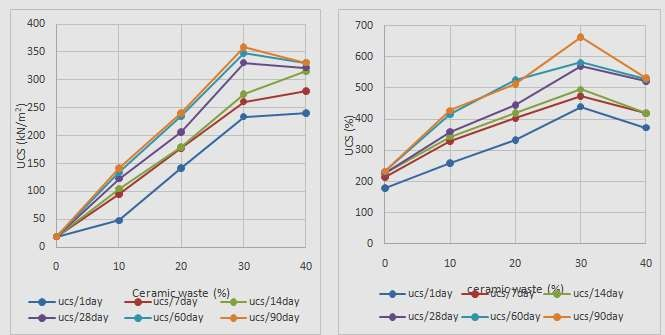 400
350
300
250
200
150
100
50
0
UCS (kN/m²)
0 10 20 30 40
Ceramic waste (%)
ucs/1day ucs/7day ucs/14day
ucs/28day ucs/60day ucs/90day
700
600
500
400
300
200
100
0
UCS (%)
0 10 20 30 40
ceramic waste (%)
ucs/1day ucs/7day ucs/14day
ucs/28day ucs/60day ucs/90day